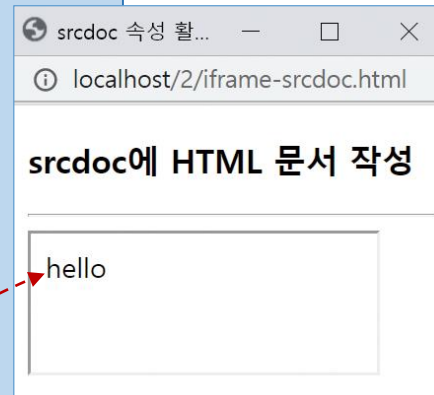 srcdoc 속성 활...
localhost/2/iframe-srcdoc.html
srcdoc에 HTML 문서 작성
hello